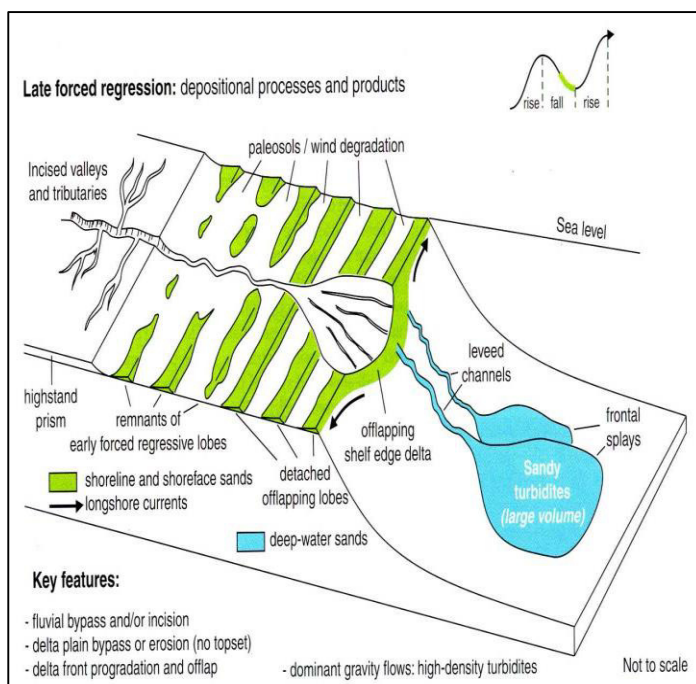 Late forced regression: depositional processes and products
rise fall rise
paleosols / wind degradation
Incised valleys
and tributaries
Sea level
leveed
channels
highstand
prism
remnants of
early forced regressive lobes
offlapping
shelf edge delta
frontal
splays
detached
offlapping lobes
Sandy
turbidites
(large volume)
shoreline and shoreface sands
longshore currents
deep-water sands
Key features:
- fluvial bypass and/or incision
- delta plain bypass or erosion (no topset)
- delta front progradation and offlap
- dominant gravity flows: high-density turbidites
Not to scale